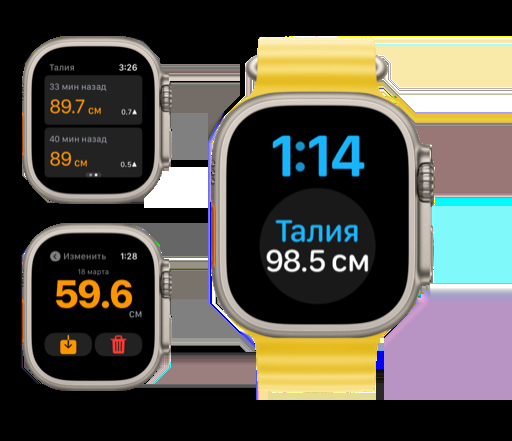 Талия 3:26
33 мин назад
89.7 см
0.7▲
40 мин назад
89 см
0.5▲
Изменить 1:28
18 марта
59.6
см
1:14
Талия
98.5 см